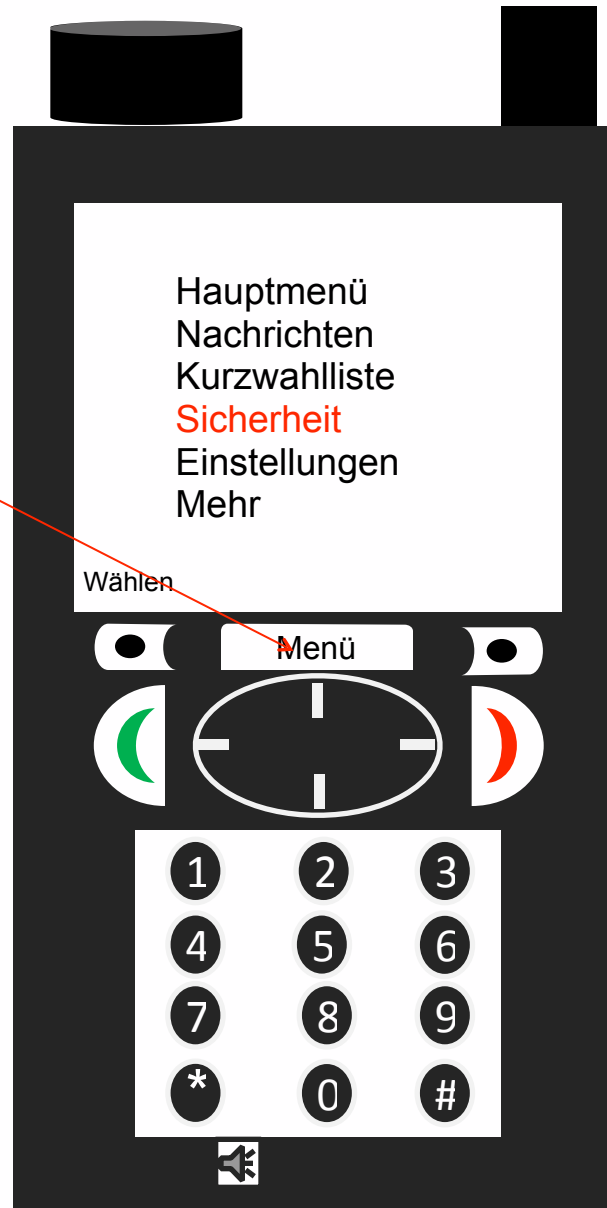 Hauptmenü
Nachrichten
Kurzwahlliste
Sicherheit
Einstellungen
Mehr
Wählen
Menü
1 2 3
4 5 6
7 8 9
* 0 #